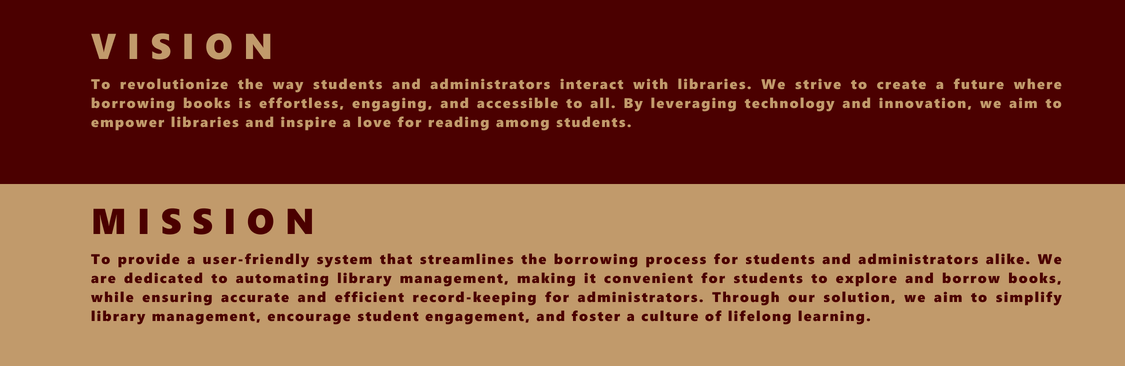 VISION
To revolutionize the way students and administrators interact with libraries. We strive to create a future where
borrowing books is effortless, engaging, and accessible to all. By leveraging technology and innovation, we aim to
empower libraries and inspire a love for reading among students.
MISSION
To provide a user-friendly system that streamlines the borrowing process for students and administrators alike. We
are dedicated to automating library management, making it convenient for students to explore and borrow books,
while ensuring accurate and efficient record-keeping for administrators. Through our solution, we aim to simplify
library management, encourage student engagement, and foster a culture of lifelong learning.